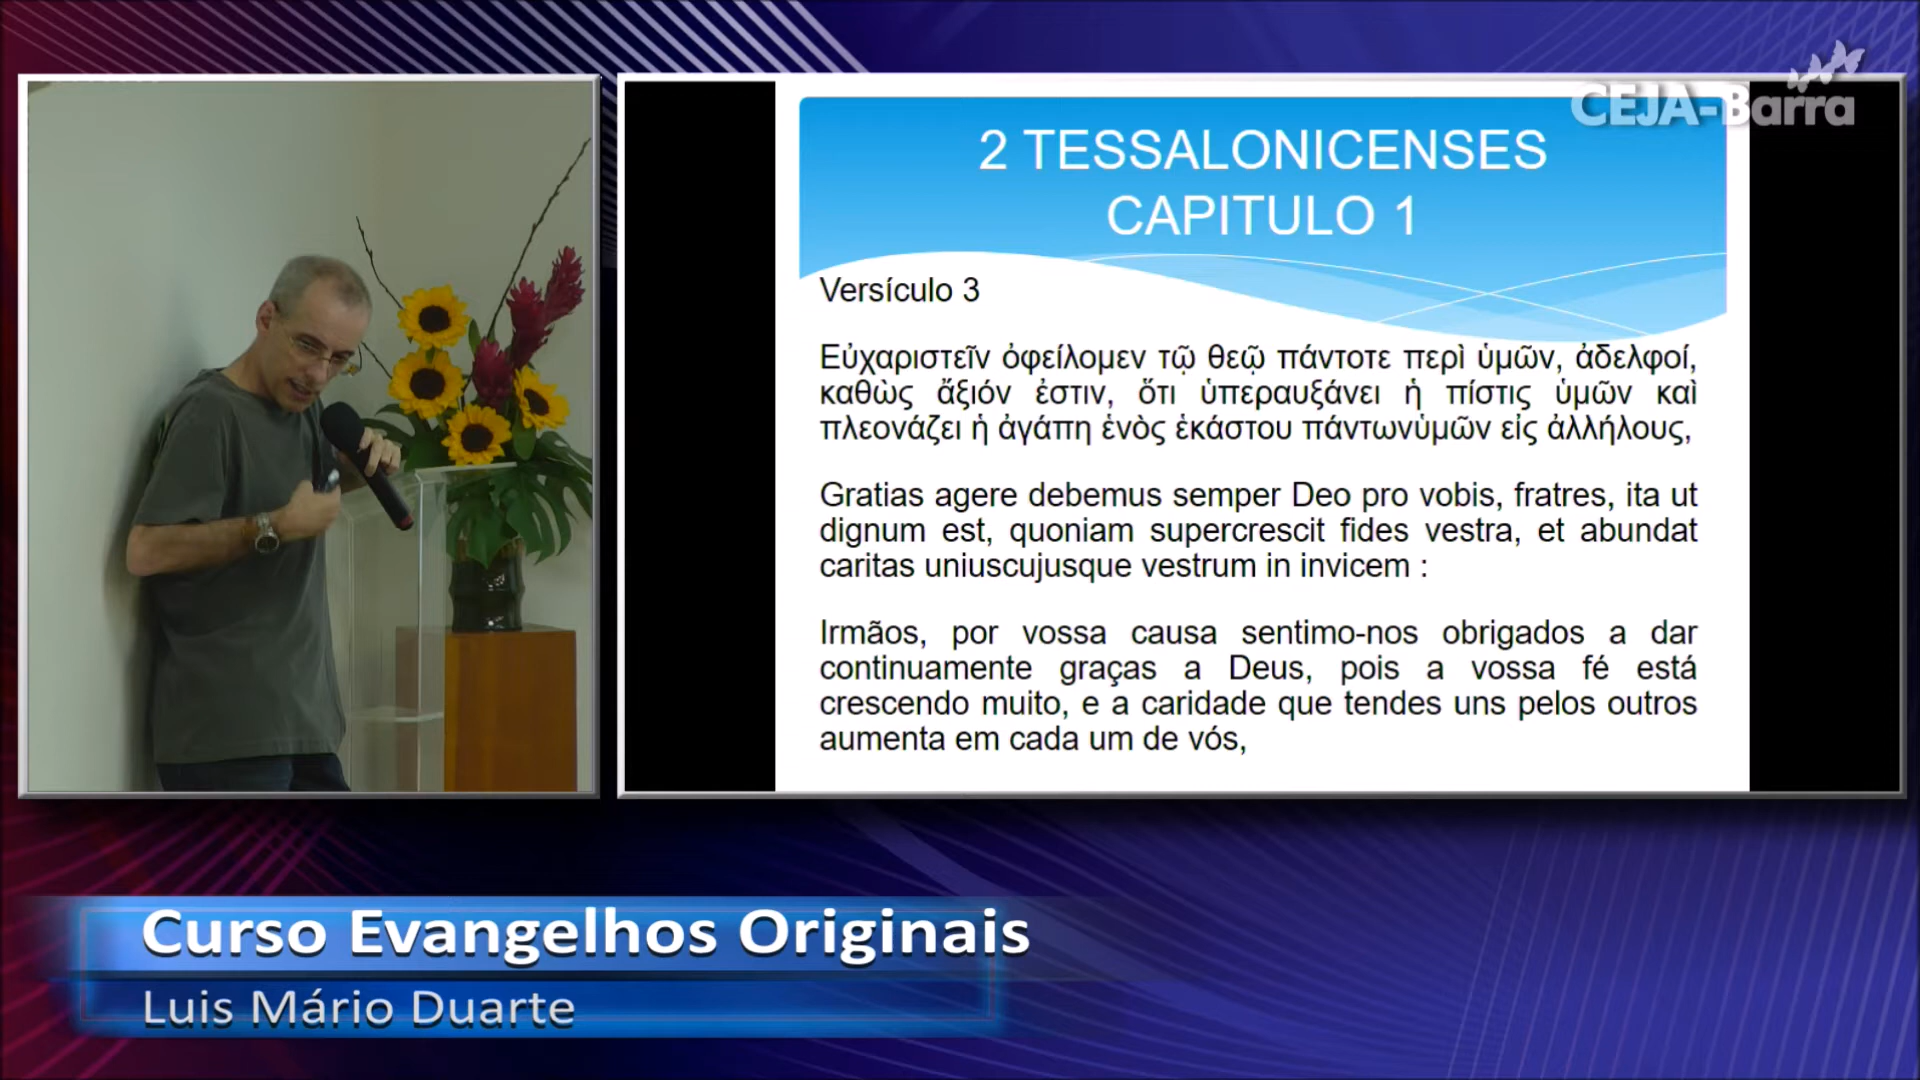 CEJA-Barra
2 TESSALONICENSES
CAPITULO 1
Versículo 3
Εὐχαριστεῖν ὀφείλομεν τῷ θεῷ πάντοτε περὶ ὑμῶν, ἀδελφοί,
καθὼς ἄξιόν ἐστιν, ὅτι ὑπεραυξάνει ἡ πίστις ὑμῶν καὶ
πλεονάζει ἡ ἀγάπη ἑνὸς ἑκάστου πάντωνὑμῶν εἰς ἀλλήλους,
Gratias agere debemus semper Deo pro vobis, fratres, ita ut
dignum est, quoniam supercrescit fides vestra, et abundat
caritas uniuscujusque vestrum in invicem :
Irmãos, por vossa causa sentimo-nos obrigados a dar
continuamente graças a Deus, pois a vossa fé está
crescendo muito, e a caridade que tendes uns pelos outros
aumenta em cada um de vós,
Curso Evangelhos Originais
Luis Mário Duarte